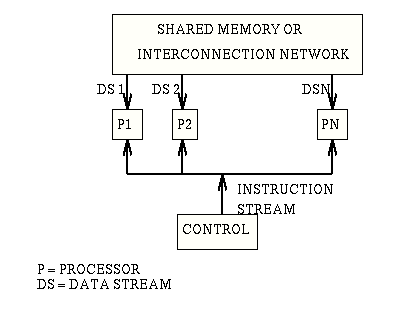 SHARED MEMORY OR
INTERCONNECTION NETWORK
DS 1 DS 2 DSN
P1 P2 PN
INSTRUCTION
STREAM
CONTROL
P = PROCESSOR
DS = DATA STREAM